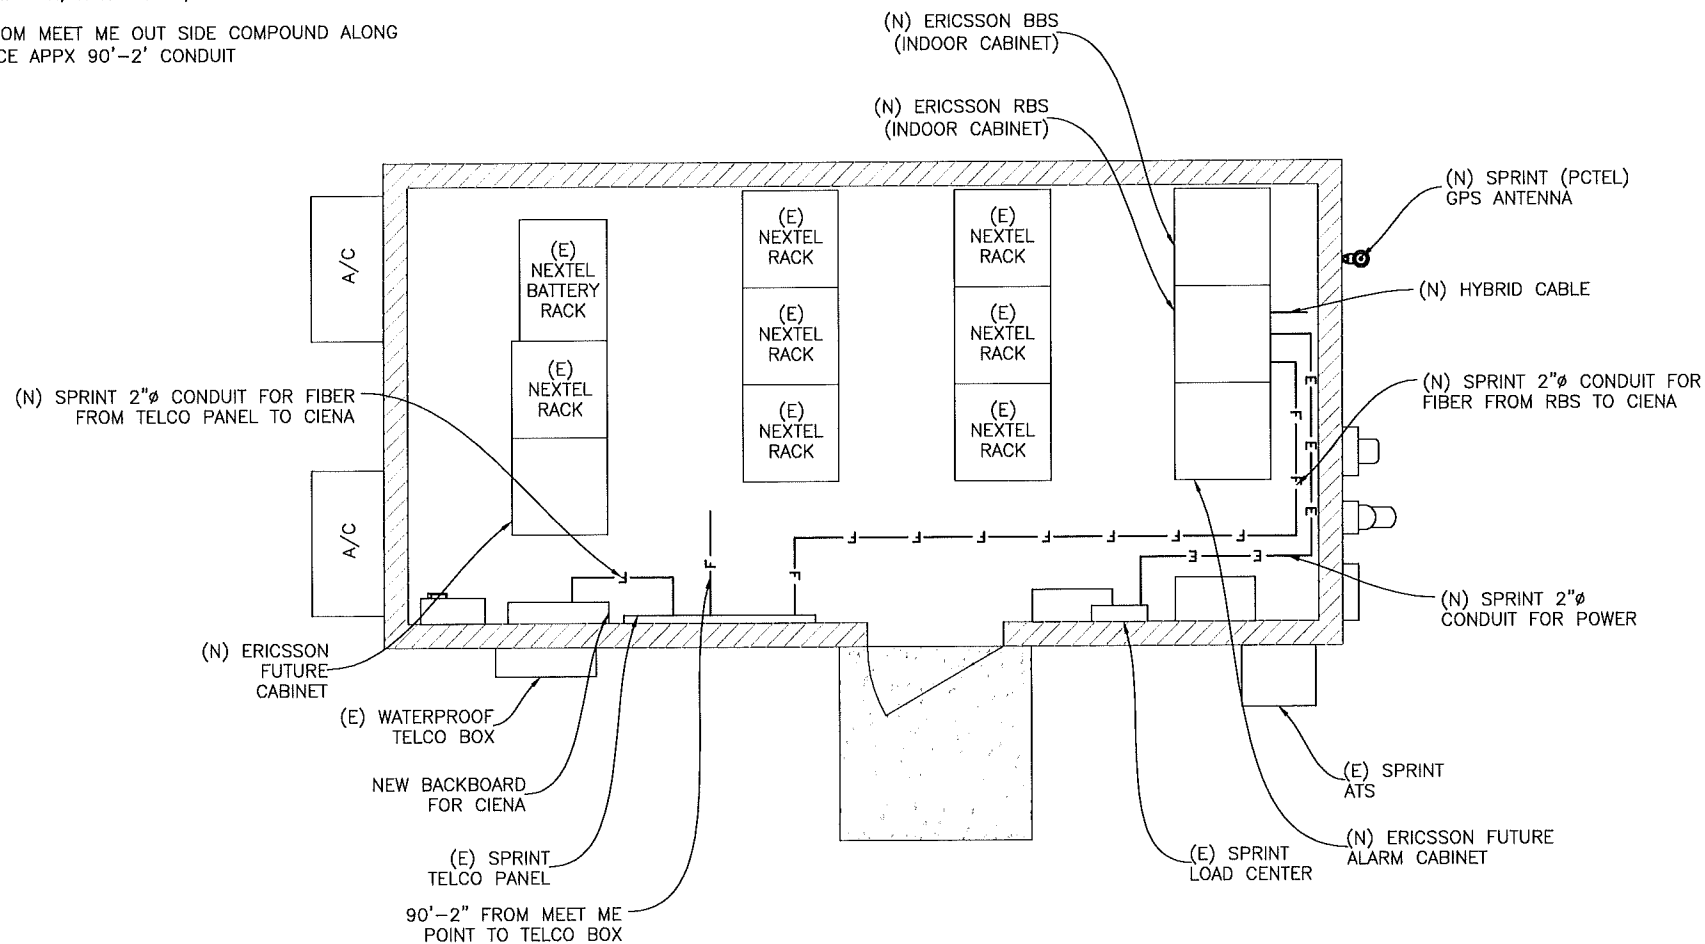 OM MEET ME OUT SIDE COMPOUND ALONG
CE APPX 90'-2' CONDUIT
(N) ERICSSON BBS
(INDOOR CABINET)
(N) ERICSSON RBS
(INDOOR CABINET)
(N) SPRINT (PCTEL)
GPS ANTENNA
(N) HYBRID CABLE
(N) SPRINT 2"ø CONDUIT FOR
FIBER FROM RBS TO CIENA
(N) SPRINT 2"ø
CONDUIT FOR POWER
A/C
A/C
(E)
NEXTEL
BATTERY
RACK
(E)
NEXTEL
RACK
(E)
NEXTEL
RACK
(E)
NEXTEL
RACK
(E)
NEXTEL
RACK
(E)
NEXTEL
RACK
(E)
NEXTEL
RACK
(E)
NEXTEL
RACK
(N) SPRINT 2"ø CONDUIT FOR FIBER
FROM TELCO PANEL TO CIENA
F
F
F
F F F F F F F
F
F
E
E
E
E E
(N) ERICSSON
FUTURE
CABINET
(E) WATERPROOF
TELCO BOX
NEW BACKBOARD
FOR CIENA
(E) SPRINT
TELCO PANEL
90'-2" FROM MEET ME
POINT TO TELCO BOX
(E) SPRINT
ATS
(N) ERICSSON FUTURE
ALARM CABINET
(E) SPRINT
LOAD CENTER